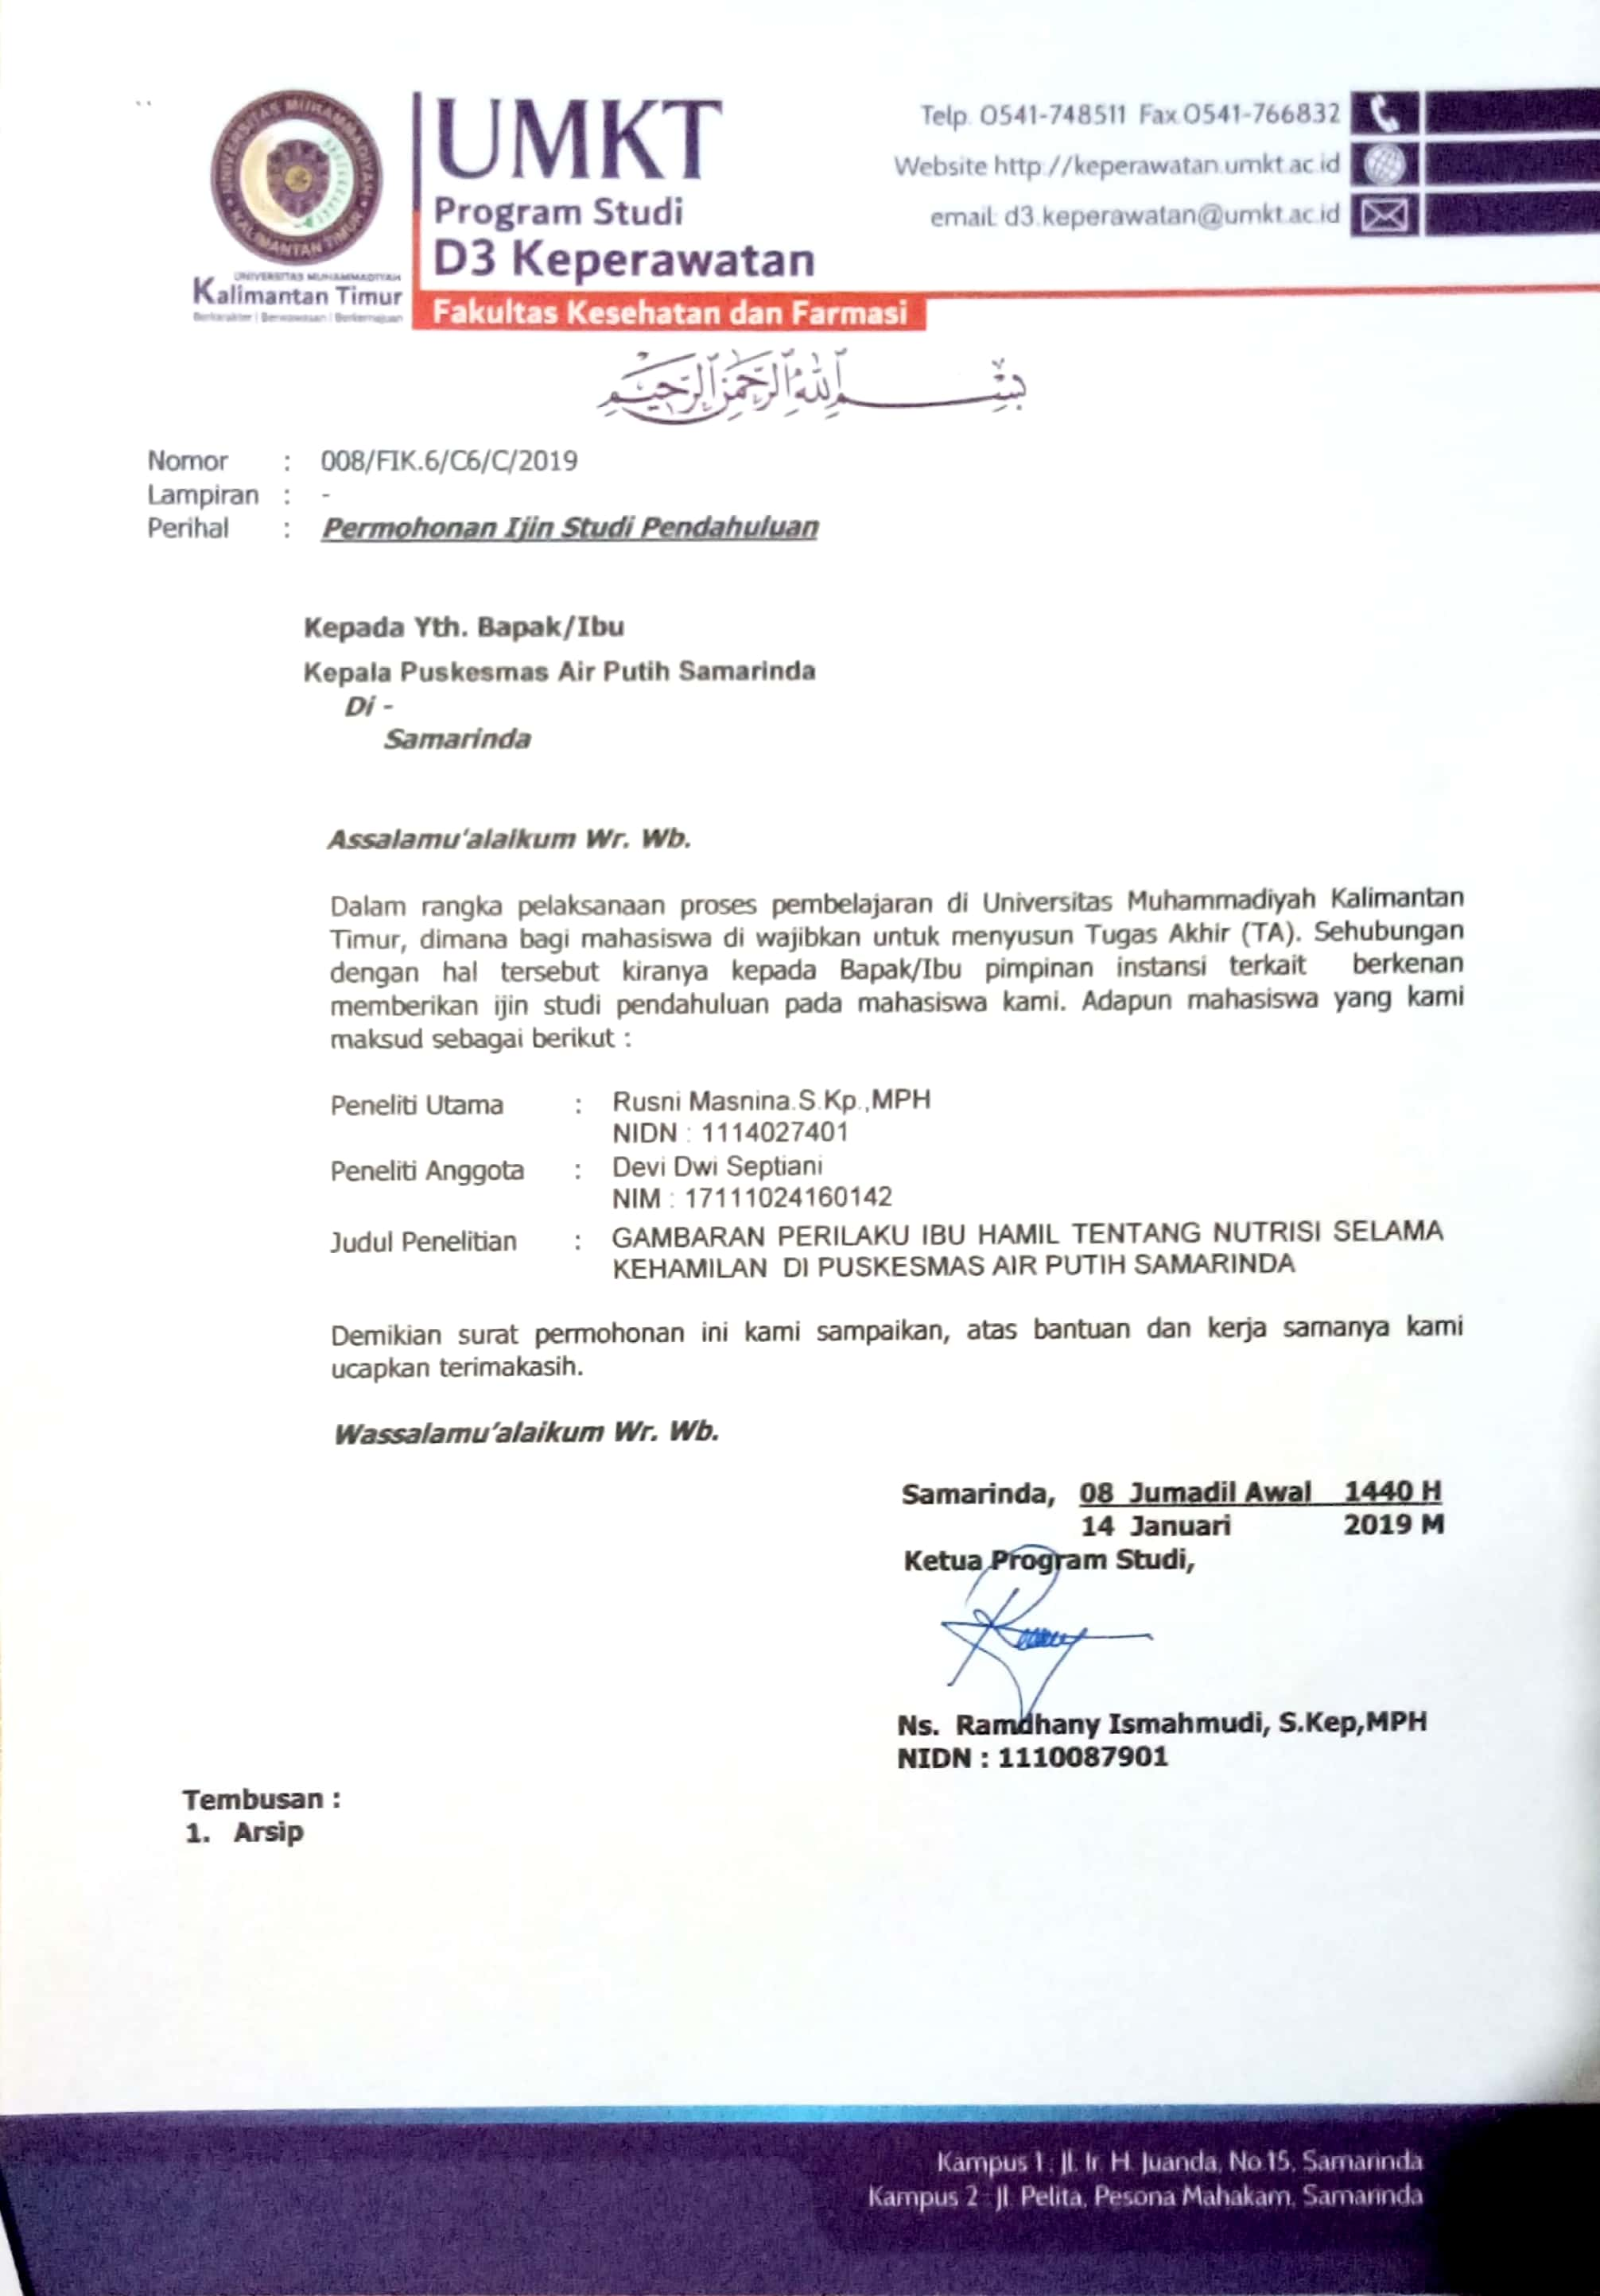 UNIVERSITAS MUHAMMADIYAH
KALIMANTAN TIMUR
UNIVERSITAS MUHAMMADIYAH
Kalimantan Timur
Berkarakter | Berwawasan | Berkemajuan
UMKT
Program Studi
D3 Keperawatan
Fakultas Kesehatan dan Farmasi
Telp. 0541-748511 Fax.0541-766832
Website http://keperawatan.umkt.ac.id
email: d3.keperawatan@umkt.ac.id
بِسْمِ اللهِ الرَّحْمٰنِ الرَّحِيْمِ
Nomor : 008/FIK.6/C6/C/2019
Lampiran : -
Perihal : Permohonan Ijin Studi Pendahuluan
Kepada Yth. Bapak/Ibu
Kepala Puskesmas Air Putih Samarinda
Di -
Samarinda
Assalamu'alaikum Wr. Wb.
Dalam rangka pelaksanaan proses pembelajaran di Universitas Muhammadiyah Kalimantan
Timur, dimana bagi mahasiswa di wajibkan untuk menyusun Tugas Akhir (TA). Sehubungan
dengan hal tersebut kiranya kepada Bapak/Ibu pimpinan instansi terkait berkenan
memberikan ijin studi pendahuluan pada mahasiswa kami. Adapun mahasiswa yang kami
maksud sebagai berikut :
Peneliti Utama : Rusni Masnina.S.Kp.,MPH
NIDN : 1114027401
Peneliti Anggota : Devi Dwi Septiani
NIM : 17111024160142
Judul Penelitian : GAMBARAN PERILAKU IBU HAMIL TENTANG NUTRISI SELAMA
KEHAMILAN DI PUSKESMAS AIR PUTIH SAMARINDA
Demikian surat permohonan ini kami sampaikan, atas bantuan dan kerja samanya kami
ucapkan terimakasih.
Wassalamu'alaikum Wr. Wb.
Samarinda, 08 Jumadil Awal 1440 H
14 Januari 2019 M
Ketua Program Studi,
Ns. Ramdhany Ismahmudi, S.Kep,MPH
NIDN : 1110087901
Tembusan :
1. Arsip
Kampus 1 : Jl. Ir. H. Juanda, No.15, Samarinda
Kampus 2 : Jl. Pelita, Pesona Mahakam, Samarinda